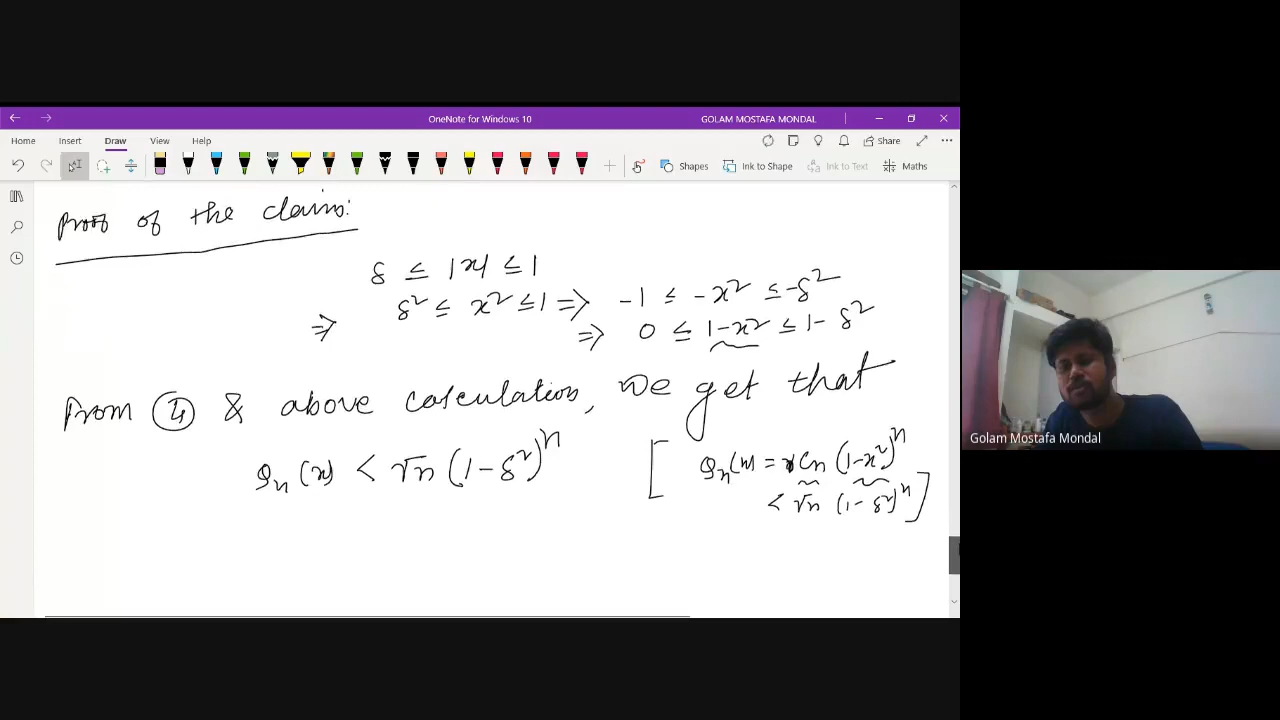 OneNote for Windows 10
GOLAM MOSTAFA MONDAL
Home Insert Draw View Help
Share
Shapes Ink to Shape Ink to Text Maths
Proof of the claim:
δ ≤ |x| ≤ 1
⇒ δ² ≤ x² ≤ 1 ⇒ -1 ≤ -x² ≤ -δ²
⇒ 0 ≤ 1-x² ≤ 1-δ²
From ④ & above calculation, we get that
Qn(x) < √n (1-δ²)^n
[ Qn(x) = Cn (1-x²)^n
< √n (1-δ²)^n ]
Golam Mostafa Mondal